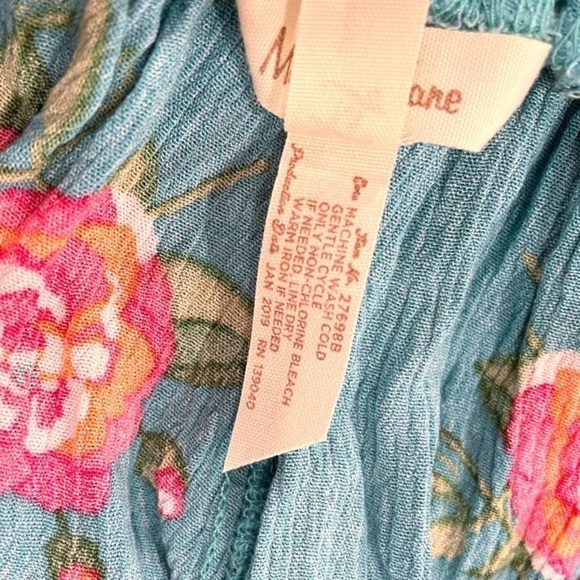 M ane
Item No. 27698B
MACHINE WASH COLD
GENTLE CYCLE
ONLY NON-CHLORINE BLEACH
IF NEEDED LINE DRY
WARM IRON IF NEEDED
Production Date JAN 2019 RN 139040